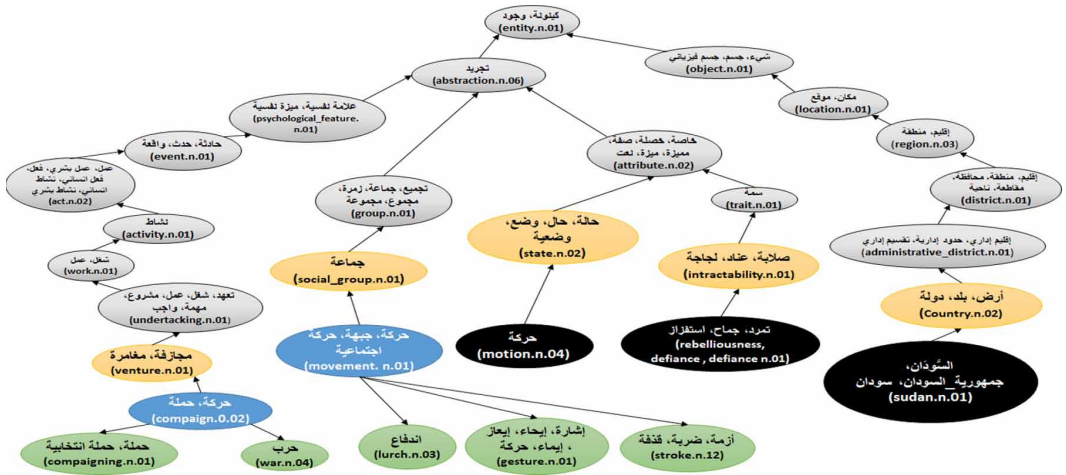 كينونة، وجود
(entity.n.01)
شيء، جسم، جسم فيزيائي
(object.n.01)
تجريد
(abstraction.n.06)
مكان، موقع
(location.n.01)
علامة نفسية، ميزة نفسية
(psychological_feature.
n.01)
إقليم، منطقة
(region.n.03)
حادثة، حدث، واقعة
(event.n.01)
خاصة، خصلة، صفة،
مميزة، ميزة، نعت
(attribute.n.02)
عمل، عمل بشري، فعل،
فعل انساني، نشاط
انساني، نشاط بشري
(act.n.02)
تجميع، جماعة، زمرة،
مجموع، مجموعة
(group.n.01)
سمة
(trait.n.01)
إقليم، منطقة، محافظة،
مقاطعة، ناحية
(district.n.01)
نشاط
(activity.n.01)
حالة، حال، وضع،
وضعية
(state.n.02)
إقليم إداري، حدود إدارية، تقسيم إداري
(administrative_district.n.01)
شغل، عمل
(work.n.01)
جماعة
(social_group.n.01)
صلابة، عناد، لجاجة
(intractability.n.01)
تعهد، شغل، عمل، مشروع،
مهمة، واجب
(undertacking.n.01)
أرض، بلد، دولة
(Country.n.02)
حركة، جبهة، حركة
اجتماعية
(movement. n.01)
حركة
(motion.n.04)
تمرد، جماح، استفزاز
(rebelliousness,
defiance , defiance n.01)
مجازفة، مغامرة
(venture.n.01)
السَّودَان،
جمهورية_السودان، سودان
(sudan.n.01)
حركة، حملة
(compaign.0.02)
حملة، حملة انتخابية
(compaigning.n.01)
حرب
(war.n.04)
اندفاع
(lurch.n.03)
إشارة، إيحاء، إيعاز
، إيماء، حركة
(gesture.n.01)
أزمة، ضربة، قذفة
(stroke.n.12)